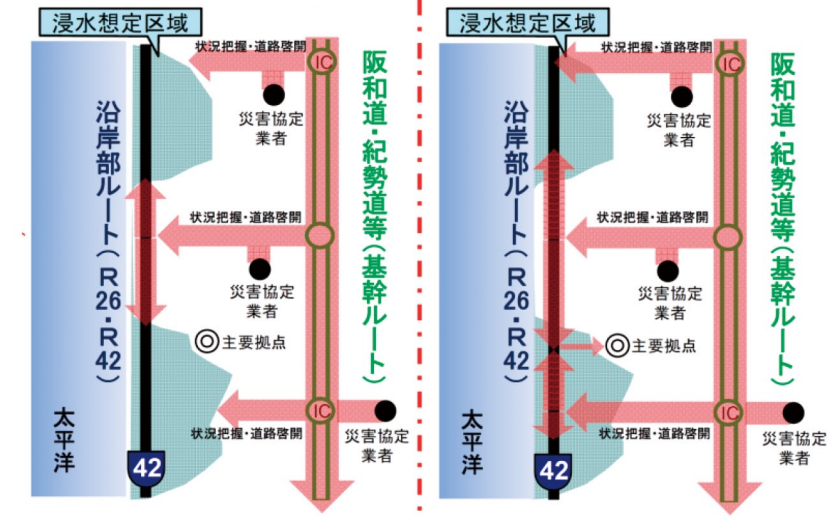 浸水想定区域
状況把握・道路啓開
IC
災害協定
業者
阪和道・紀勢道等(基幹ルート)
沿岸部ルート(R26・R42)
状況把握・道路啓開
災害協定
業者
主要拠点
IC
状況把握・道路啓開
災害協定
業者
太平洋
42
浸水想定区域
状況把握・道路啓開
IC
災害協定
業者
阪和道・紀勢道等(基幹ルート)
沿岸部ルート(R26・R42)
状況把握・道路啓開
災害協定
業者
主要拠点
IC
状況把握・道路啓開
災害協定
業者
太平洋
42